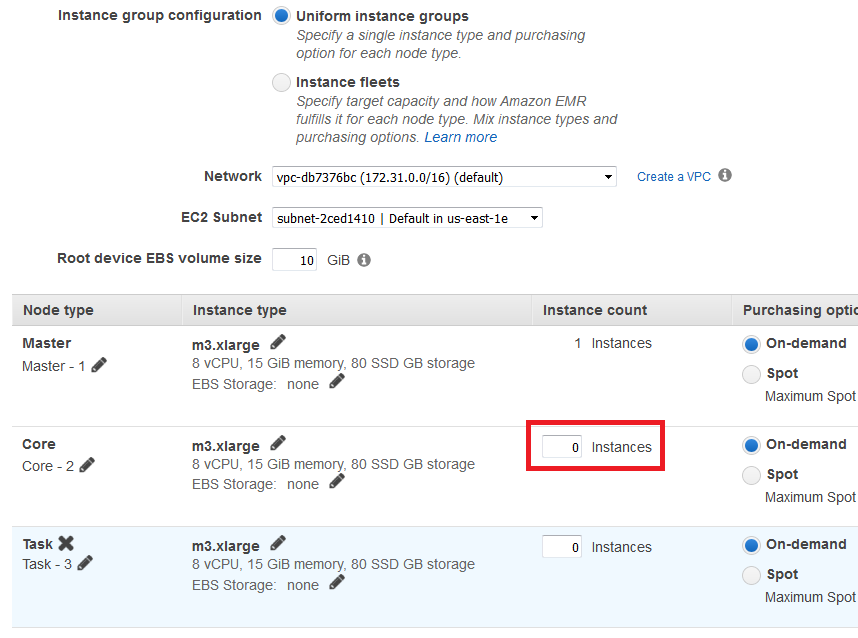 Instance group configuration Uniform instance groups
Specify a single instance type and purchasing
option for each node type.
Instance fleets
Specify target capacity and how Amazon EMR
fulfills it for each node type. Mix instance types and
purchasing options. Learn more
Network vpc-db7376bc (172.31.0.0/16) (default) Create a VPC
EC2 Subnet subnet-2ced1410 | Default in us-east-1e
Root device EBS volume size 10 GiB
Node type Instance type Instance count Purchasing optio
Master m3.xlarge 1 Instances On-demand
Master - 1 8 vCPU, 15 GiB memory, 80 SSD GB storage Spot
EBS Storage: none Maximum Spot
Core m3.xlarge 0 Instances On-demand
Core - 2 8 vCPU, 15 GiB memory, 80 SSD GB storage Spot
EBS Storage: none Maximum Spot
Task m3.xlarge 0 Instances On-demand
Task - 3 8 vCPU, 15 GiB memory, 80 SSD GB storage Spot
EBS Storage: none Maximum Spot